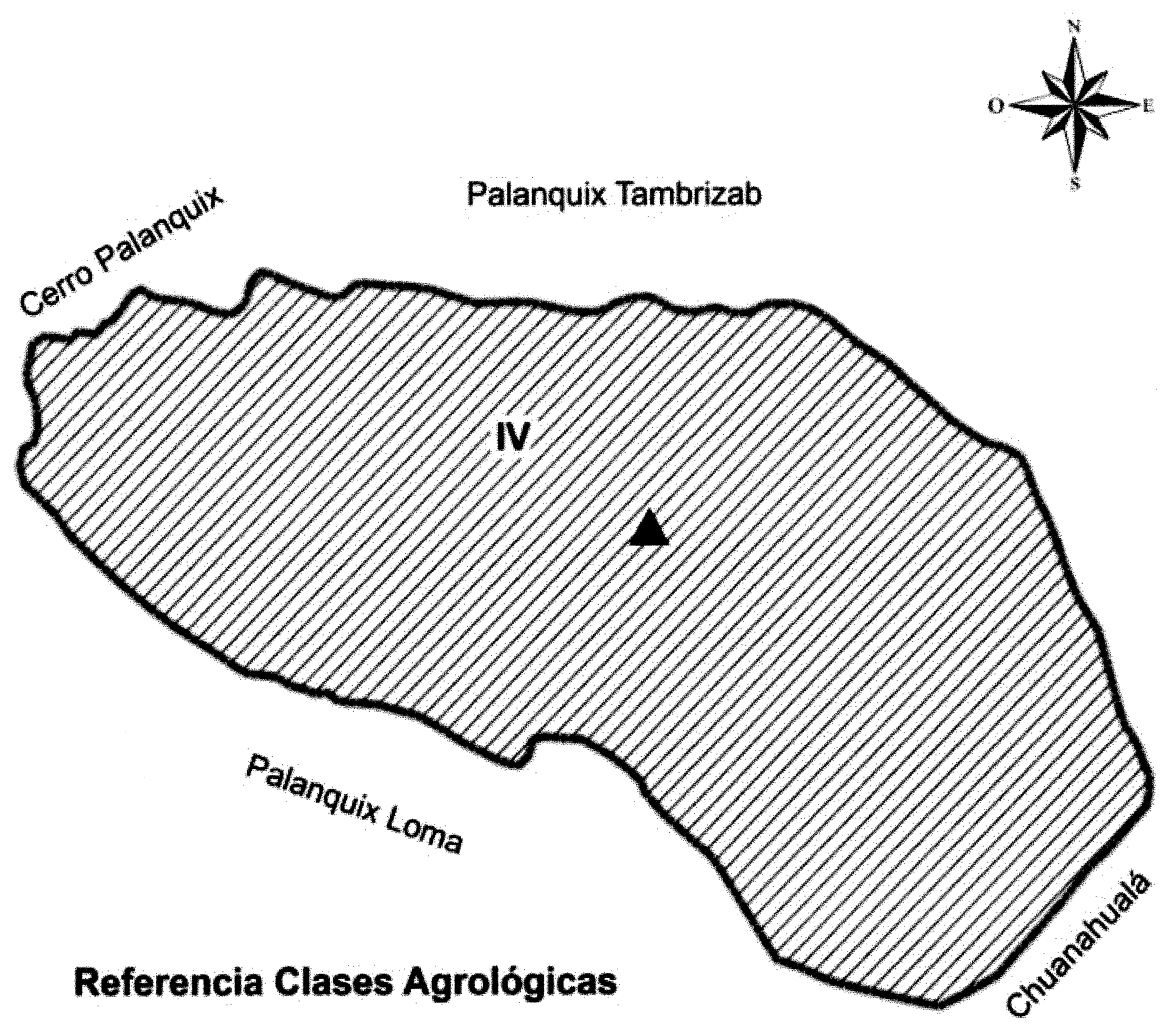 N
O E
S
Palanquix Tambrizab
Cerro Palanquix
IV
Palanquix Loma
Chuanahualá
Referencia Clases Agrológicas